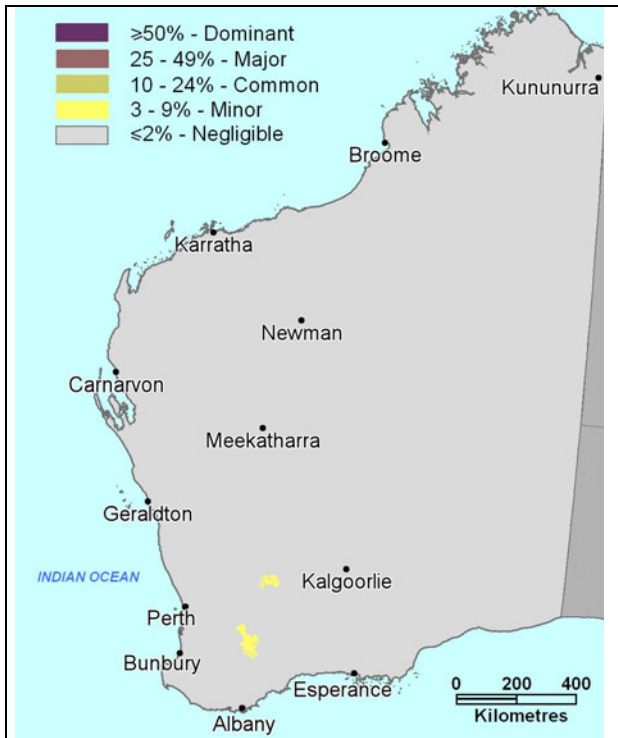 ≥50% - Dominant
25 - 49% - Major
10 - 24% - Common
3 - 9% - Minor
≤2% - Negligible
Kununurra
Broome
Karratha
Newman
Carnarvon
Meekatharra
Geraldton
INDIAN OCEAN
Kalgoorlie
Perth
Bunbury
Esperance
Albany
0 200 400
Kilometres